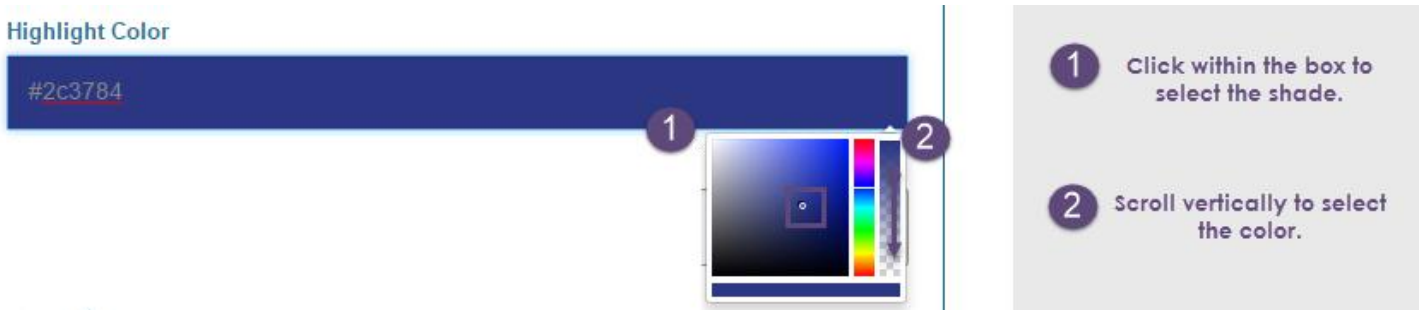 Highlight Color
#2c3784
1
2
1 Click within the box to
select the shade.
2 Scroll vertically to select
the color.